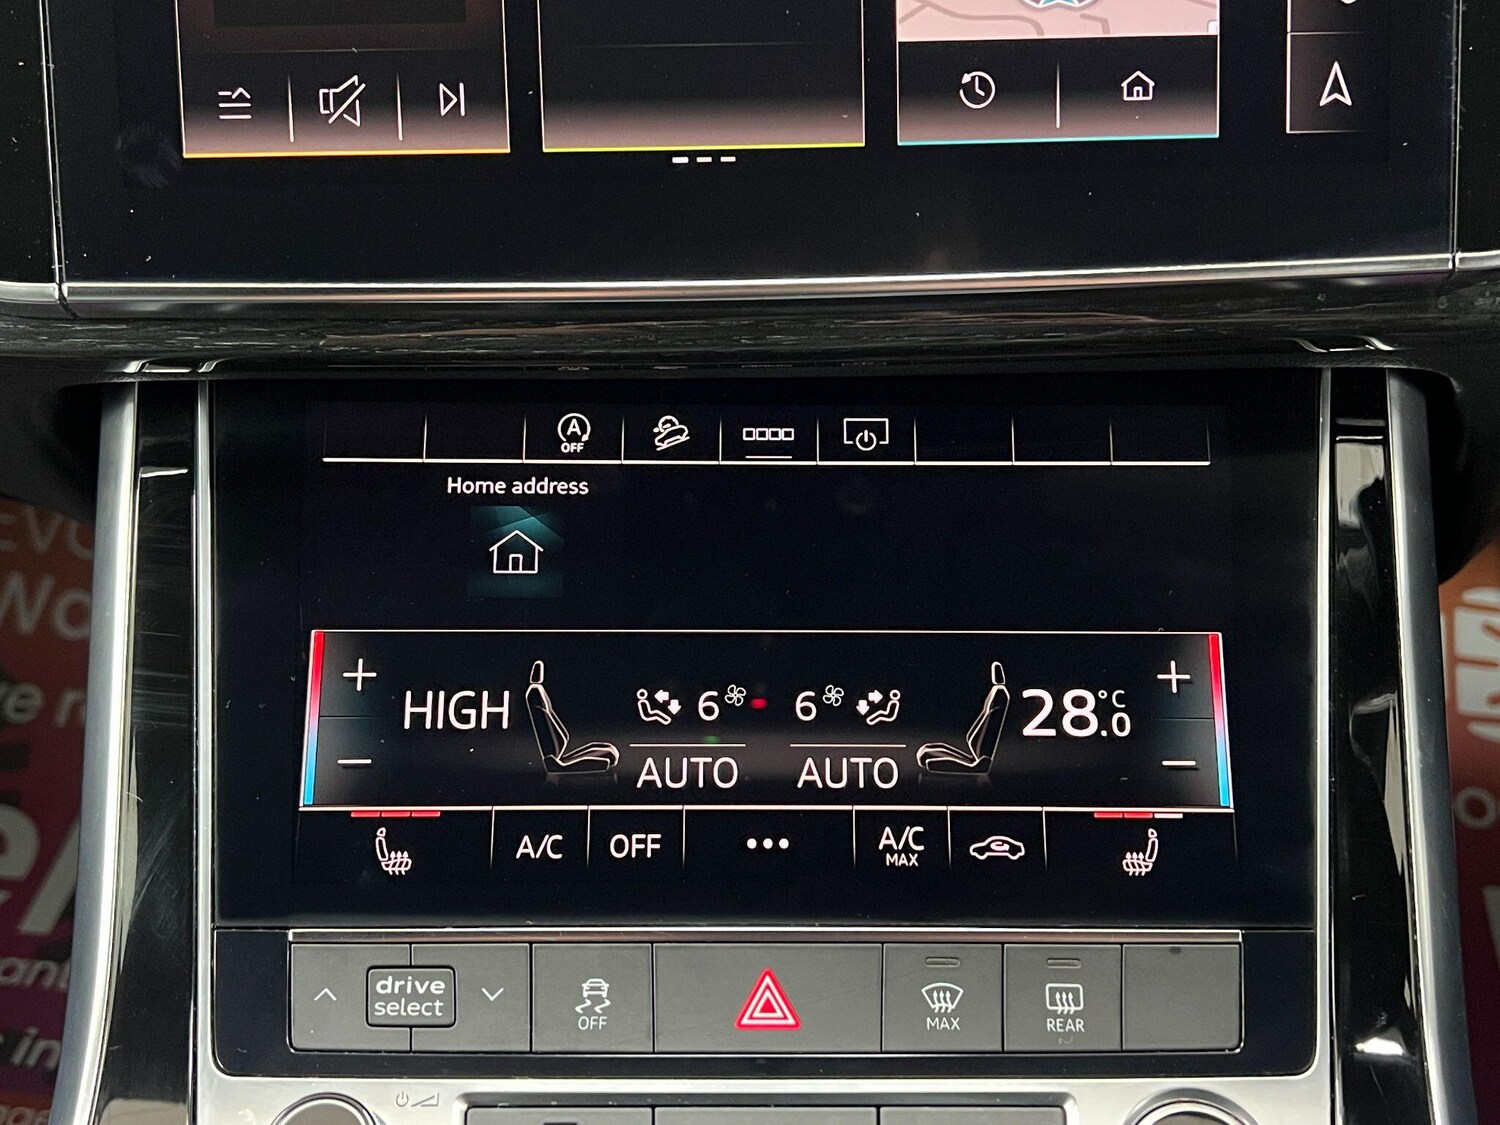 A
OFF
Home address
HIGH 6 6 28.0 °C
AUTO AUTO
A/C OFF A/C
MAX
drive
select
OFF
MAX
REAR